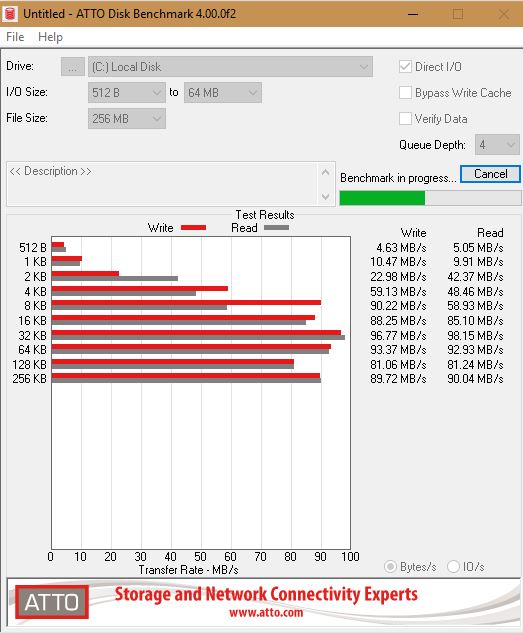 Untitled - ATTO Disk Benchmark 4.00.0f2
File Help
Drive: ... (C:) Local Disk
Direct I/O
I/O Size: 512 B to 64 MB
Bypass Write Cache
File Size: 256 MB
Verify Data
Queue Depth: 4
<< Description >>
Benchmark in progress... Cancel
Test Results
Write Read
Write Read
512 B 4.63 MB/s 5.05 MB/s
1 KB 10.47 MB/s 9.91 MB/s
2 KB 22.98 MB/s 42.37 MB/s
4 KB 59.13 MB/s 48.46 MB/s
8 KB 90.22 MB/s 58.93 MB/s
16 KB 88.25 MB/s 85.10 MB/s
32 KB 96.77 MB/s 98.15 MB/s
64 KB 93.37 MB/s 92.93 MB/s
128 KB 81.06 MB/s 81.24 MB/s
256 KB 89.72 MB/s 90.04 MB/s
0 10 20 30 40 50 60 70 80 90 100
Transfer Rate - MB/s
Bytes/s IO/s
ATTO
Storage and Network Connectivity Experts
www.atto.com